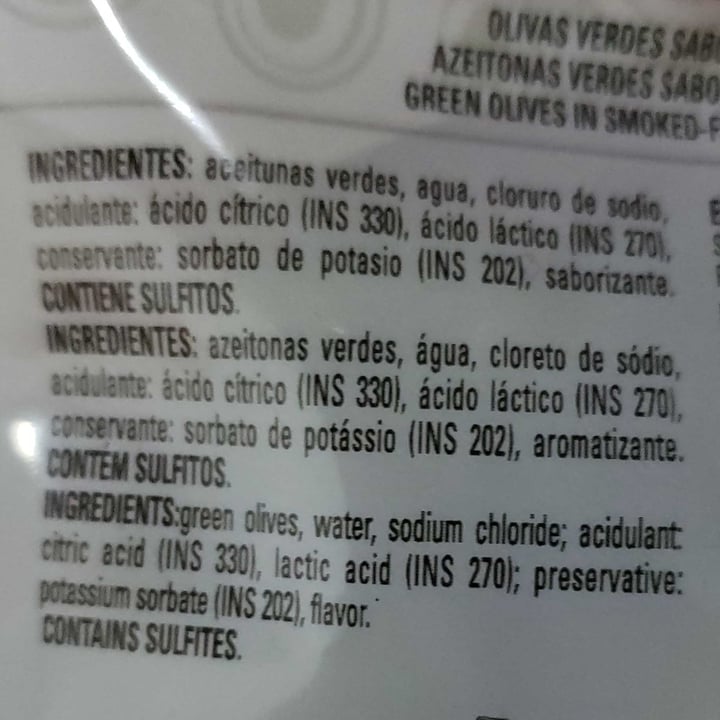 OLIVAS VERDES
AZEITONAS VERDES
GREEN OLIVES IN SMOKED-
INGREDIENTES: aceitunas verdes, agua, cloruro de sodio,
acidulante: ácido cítrico (INS 330), ácido láctico (INS 270),
conservante: sorbato de potasio (INS 202), saborizante.
CONTIENE SULFITOS.
INGREDIENTES: azeitonas verdes, água, cloreto de sódio,
acidulante: ácido cítrico (INS 330), ácido láctico (INS 270),
conservante: sorbato de potássio (INS 202), aromatizante.
CONTÉM SULFITOS.
INGREDIENTS:green olives, water, sodium chloride; acidulant:
citric acid (INS 330), lactic acid (INS 270); preservative:
potassium sorbate (INS 202), flavor.
CONTAINS SULFITES.